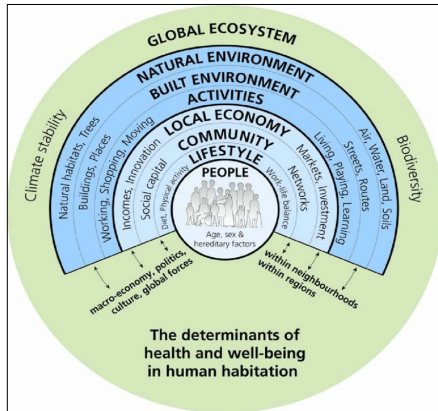 GLOBAL ECOSYSTEM
NATURAL ENVIRONMENT
BUILT ENVIRONMENT
ACTIVITIES
LOCAL ECONOMY
COMMUNITY
LIFESTYLE
PEOPLE
Age, sex &
hereditary factors
Climate stability
Natural habitats, Trees
Buildings, Places
Working, Shopping, Moving
Incomes, Innovation
Social capital
Diet, Physical activity
Work-life balance
Networks
Markets, Investment
Living, Playing, Learning
Streets, Routes
Air, Water, Land, Soils
Biodiversity
macro-economy, politics,
culture, global forces
within neighbourhoods
within regions
The determinants of
health and well-being
in human habitation